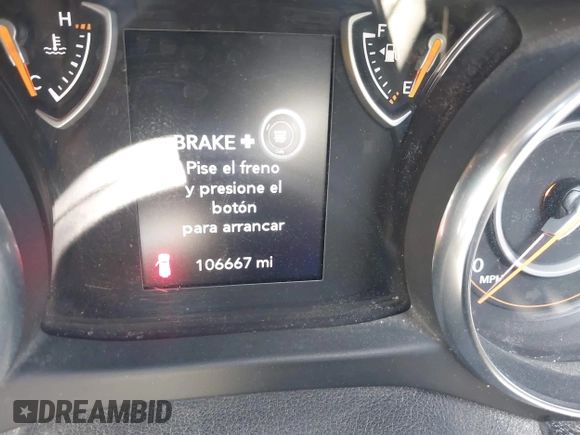 H
C
F
E
BRAKE +
Pise el freno
y presione el
botón
para arrancar
106667 mi
0
MPH
DREAMBID